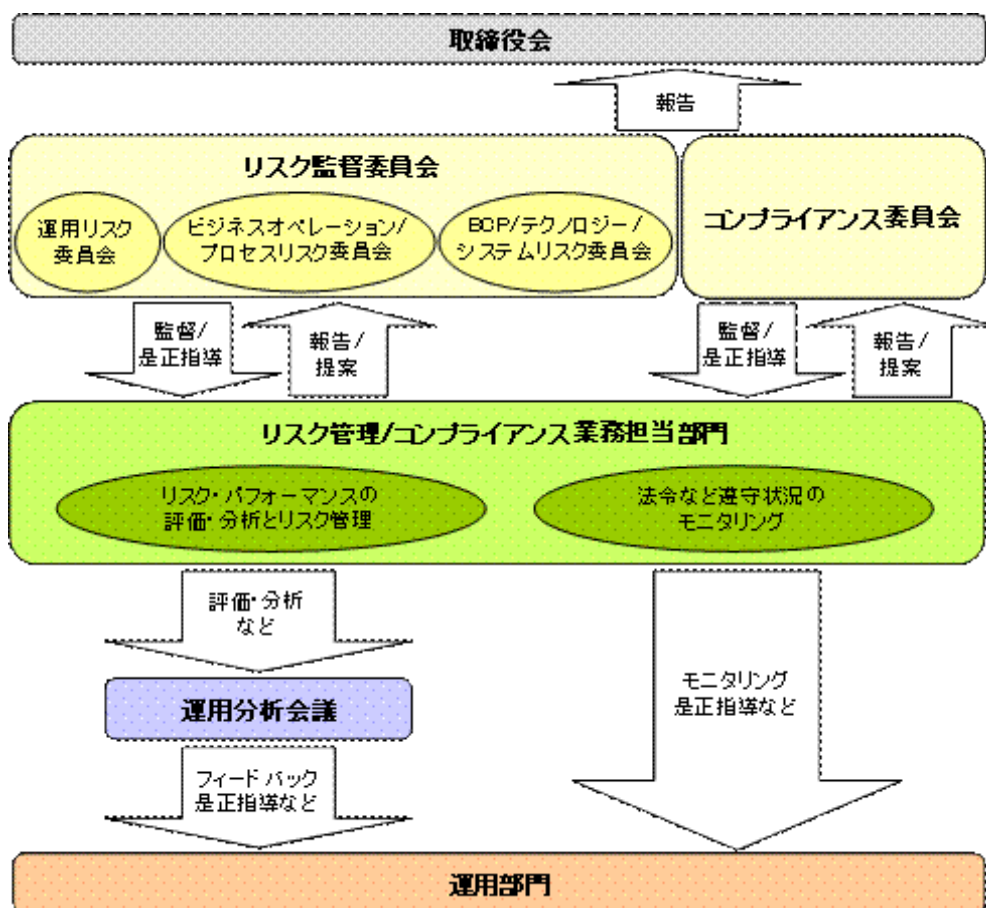 取締役会
報告
リスク監督委員会
運用リスク
委員会
ビジネスオペレーション/
プロセスリスク委員会
BCP/テクノロジー/
システムリスク委員会
コンプライアンス委員会
監督/
是正指導
報告/
提案
監督/
是正指導
報告/
提案
リスク管理/コンプライアンス業務担当部門
リスク・パフォーマンスの
評価・分析とリスク管理
法令など遵守状況の
モニタリング
評価・分析
など
運用分析会議
モニタリング
是正指導など
フィードバック
是正指導など
運用部門